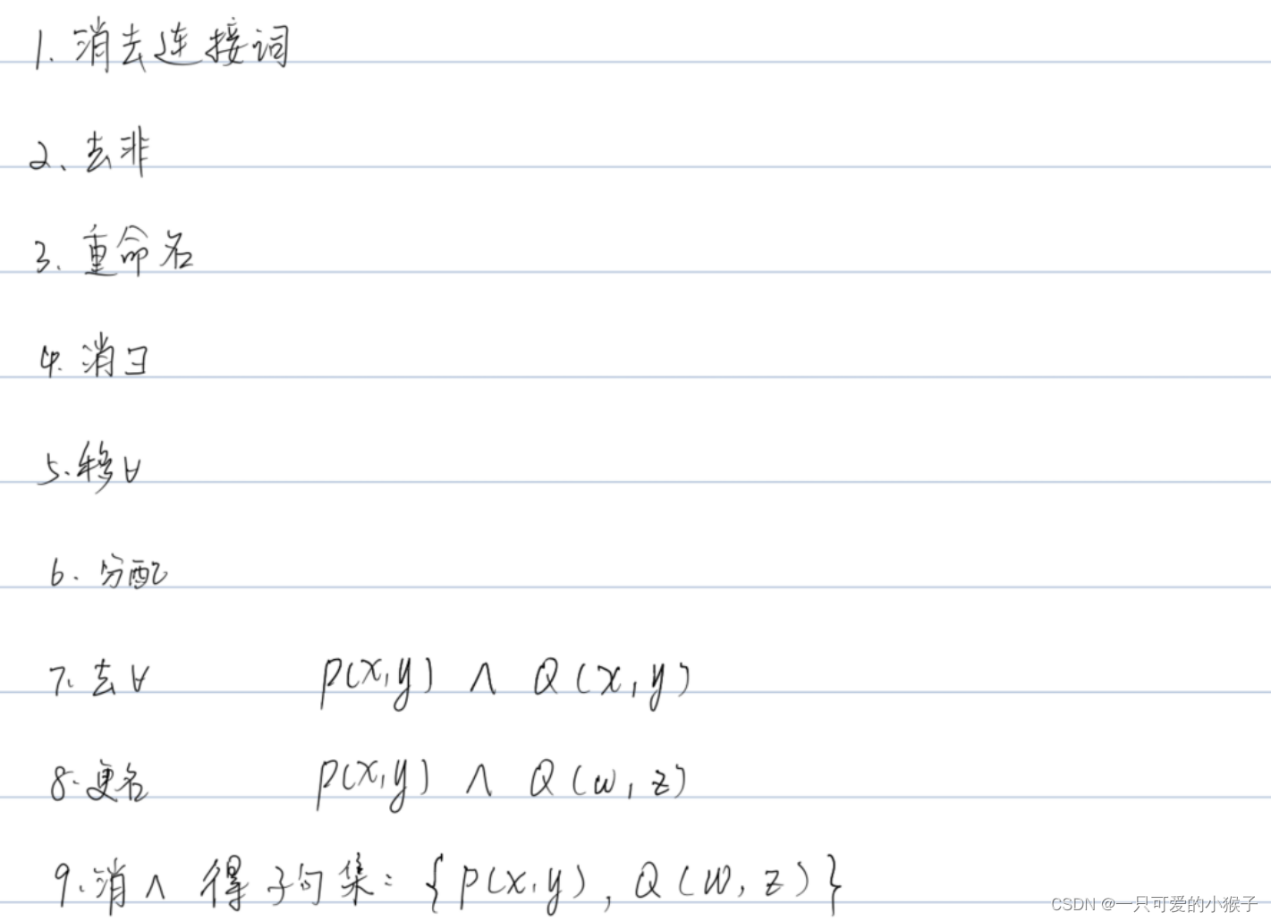 1. 消去连接词
2、去非
3. 重命名
4. 消∃
5. 移∀
6. 分配
7. 去∀ P(x,y) ∧ Q(x,y)
8. 更名 P(x,y) ∧ Q(w,z)
9. 消∧ 得子句集: {P(x,y), Q(w,z)}
CSDN @一只可爱的小猴子